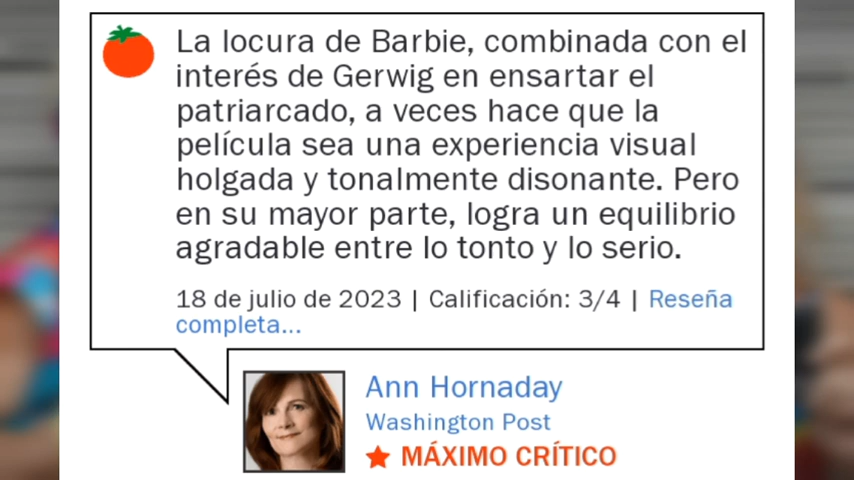 La locura de Barbie, combinada con el
interés de Gerwig en ensartar el
patriarcado, a veces hace que la
película sea una experiencia visual
holgada y tonalmente disonante. Pero
en su mayor parte, logra un equilibrio
agradable entre lo tonto y lo serio.
18 de julio de 2023 | Calificación: 3/4 | Reseña
completa...
Ann Hornaday
Washington Post
MÁXIMO CRÍTICO